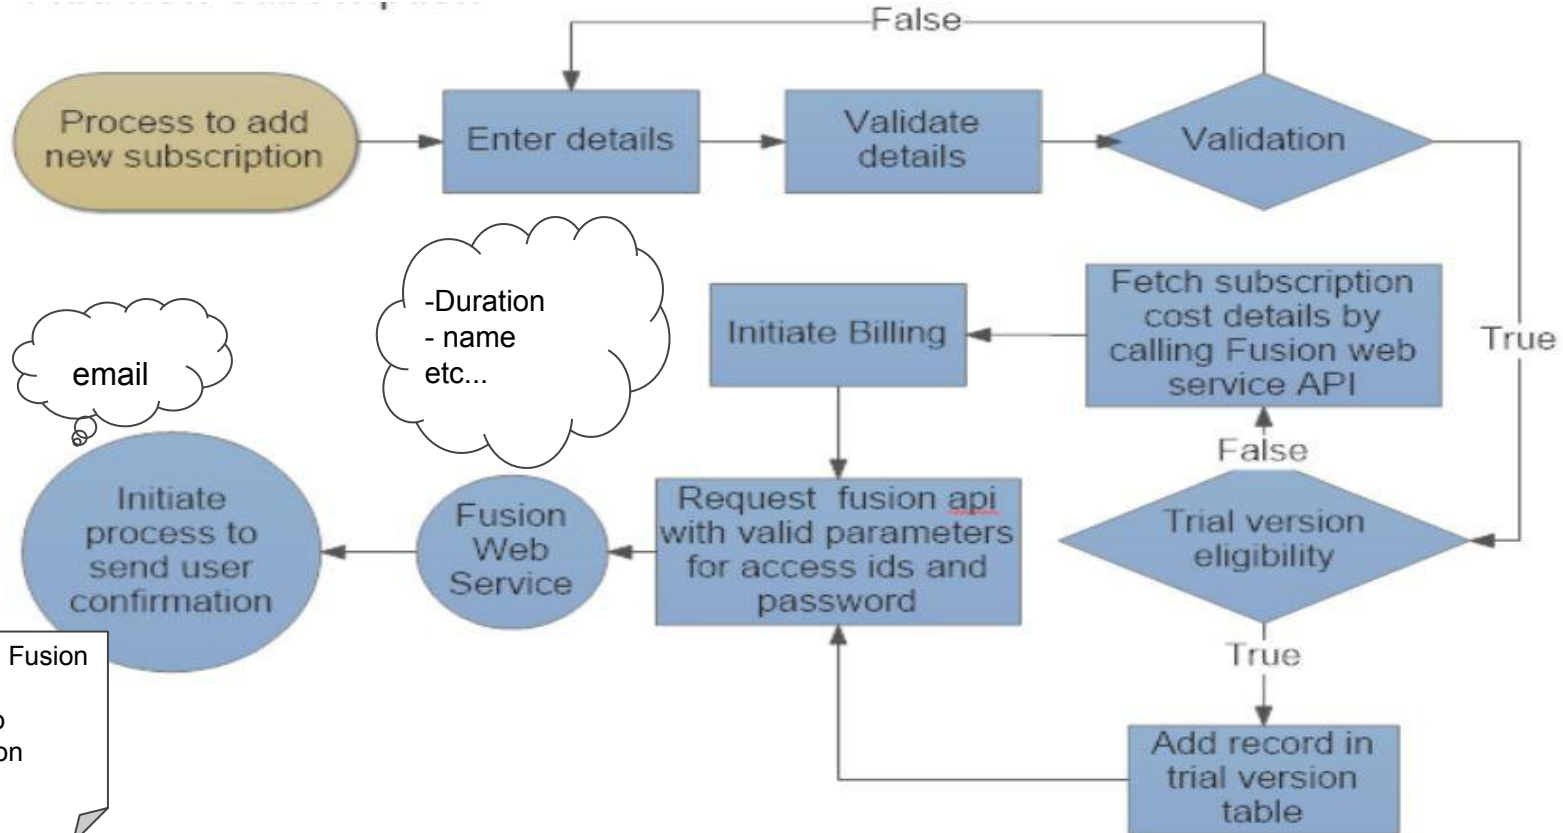 False
Process to add
new subscription
Enter details
Validate
details
Validation
-Duration
- name
etc...
email
Initiate Billing
Fetch subscription
cost details by
calling Fusion web
service API
True
False
Initiate
process to
send user
confirmation
Fusion
Web
Service
Request fusion api
with valid parameters
for access ids and
password
Trial version
eligibility
True
Fusion
Add record in
trial version
table